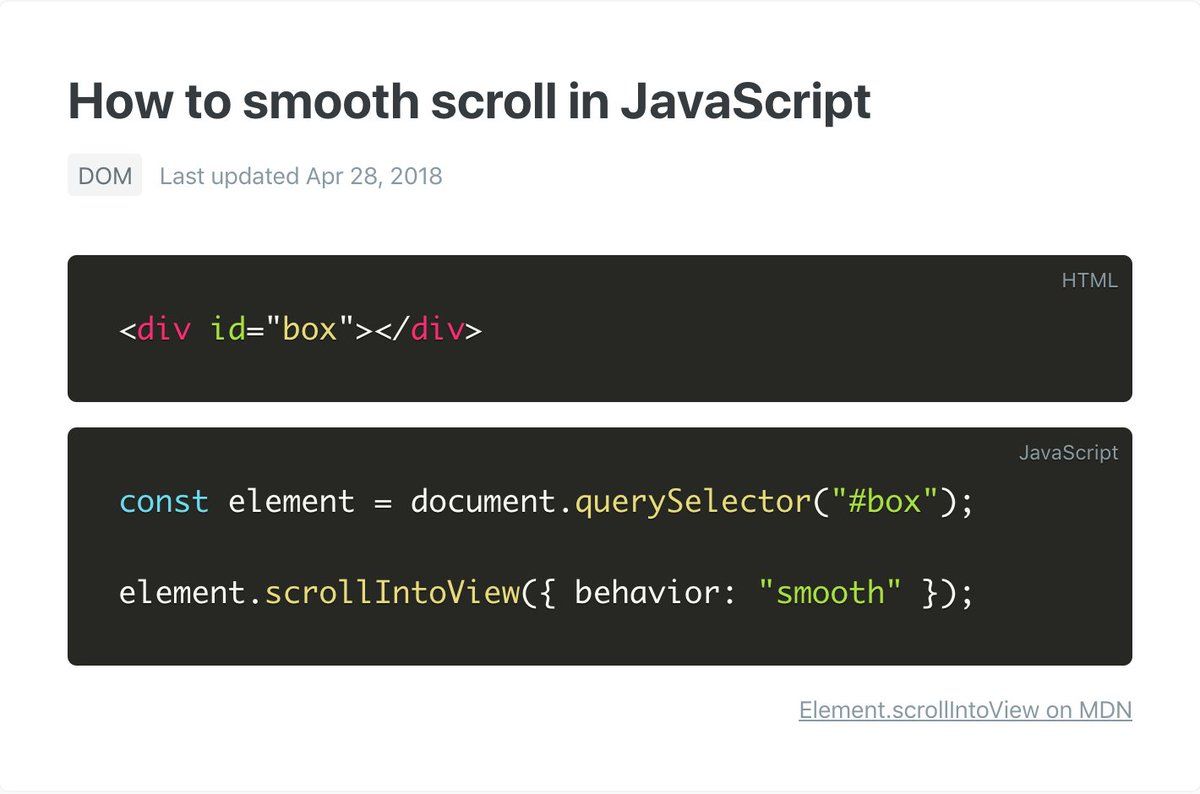 How to smooth scroll in JavaScript
DOM Last updated Apr 28, 2018
HTML
<div id="box"></div>
JavaScript
const element = document.querySelector("#box");
element.scrollIntoView({ behavior: "smooth" });
Element.scrollIntoView on MDN